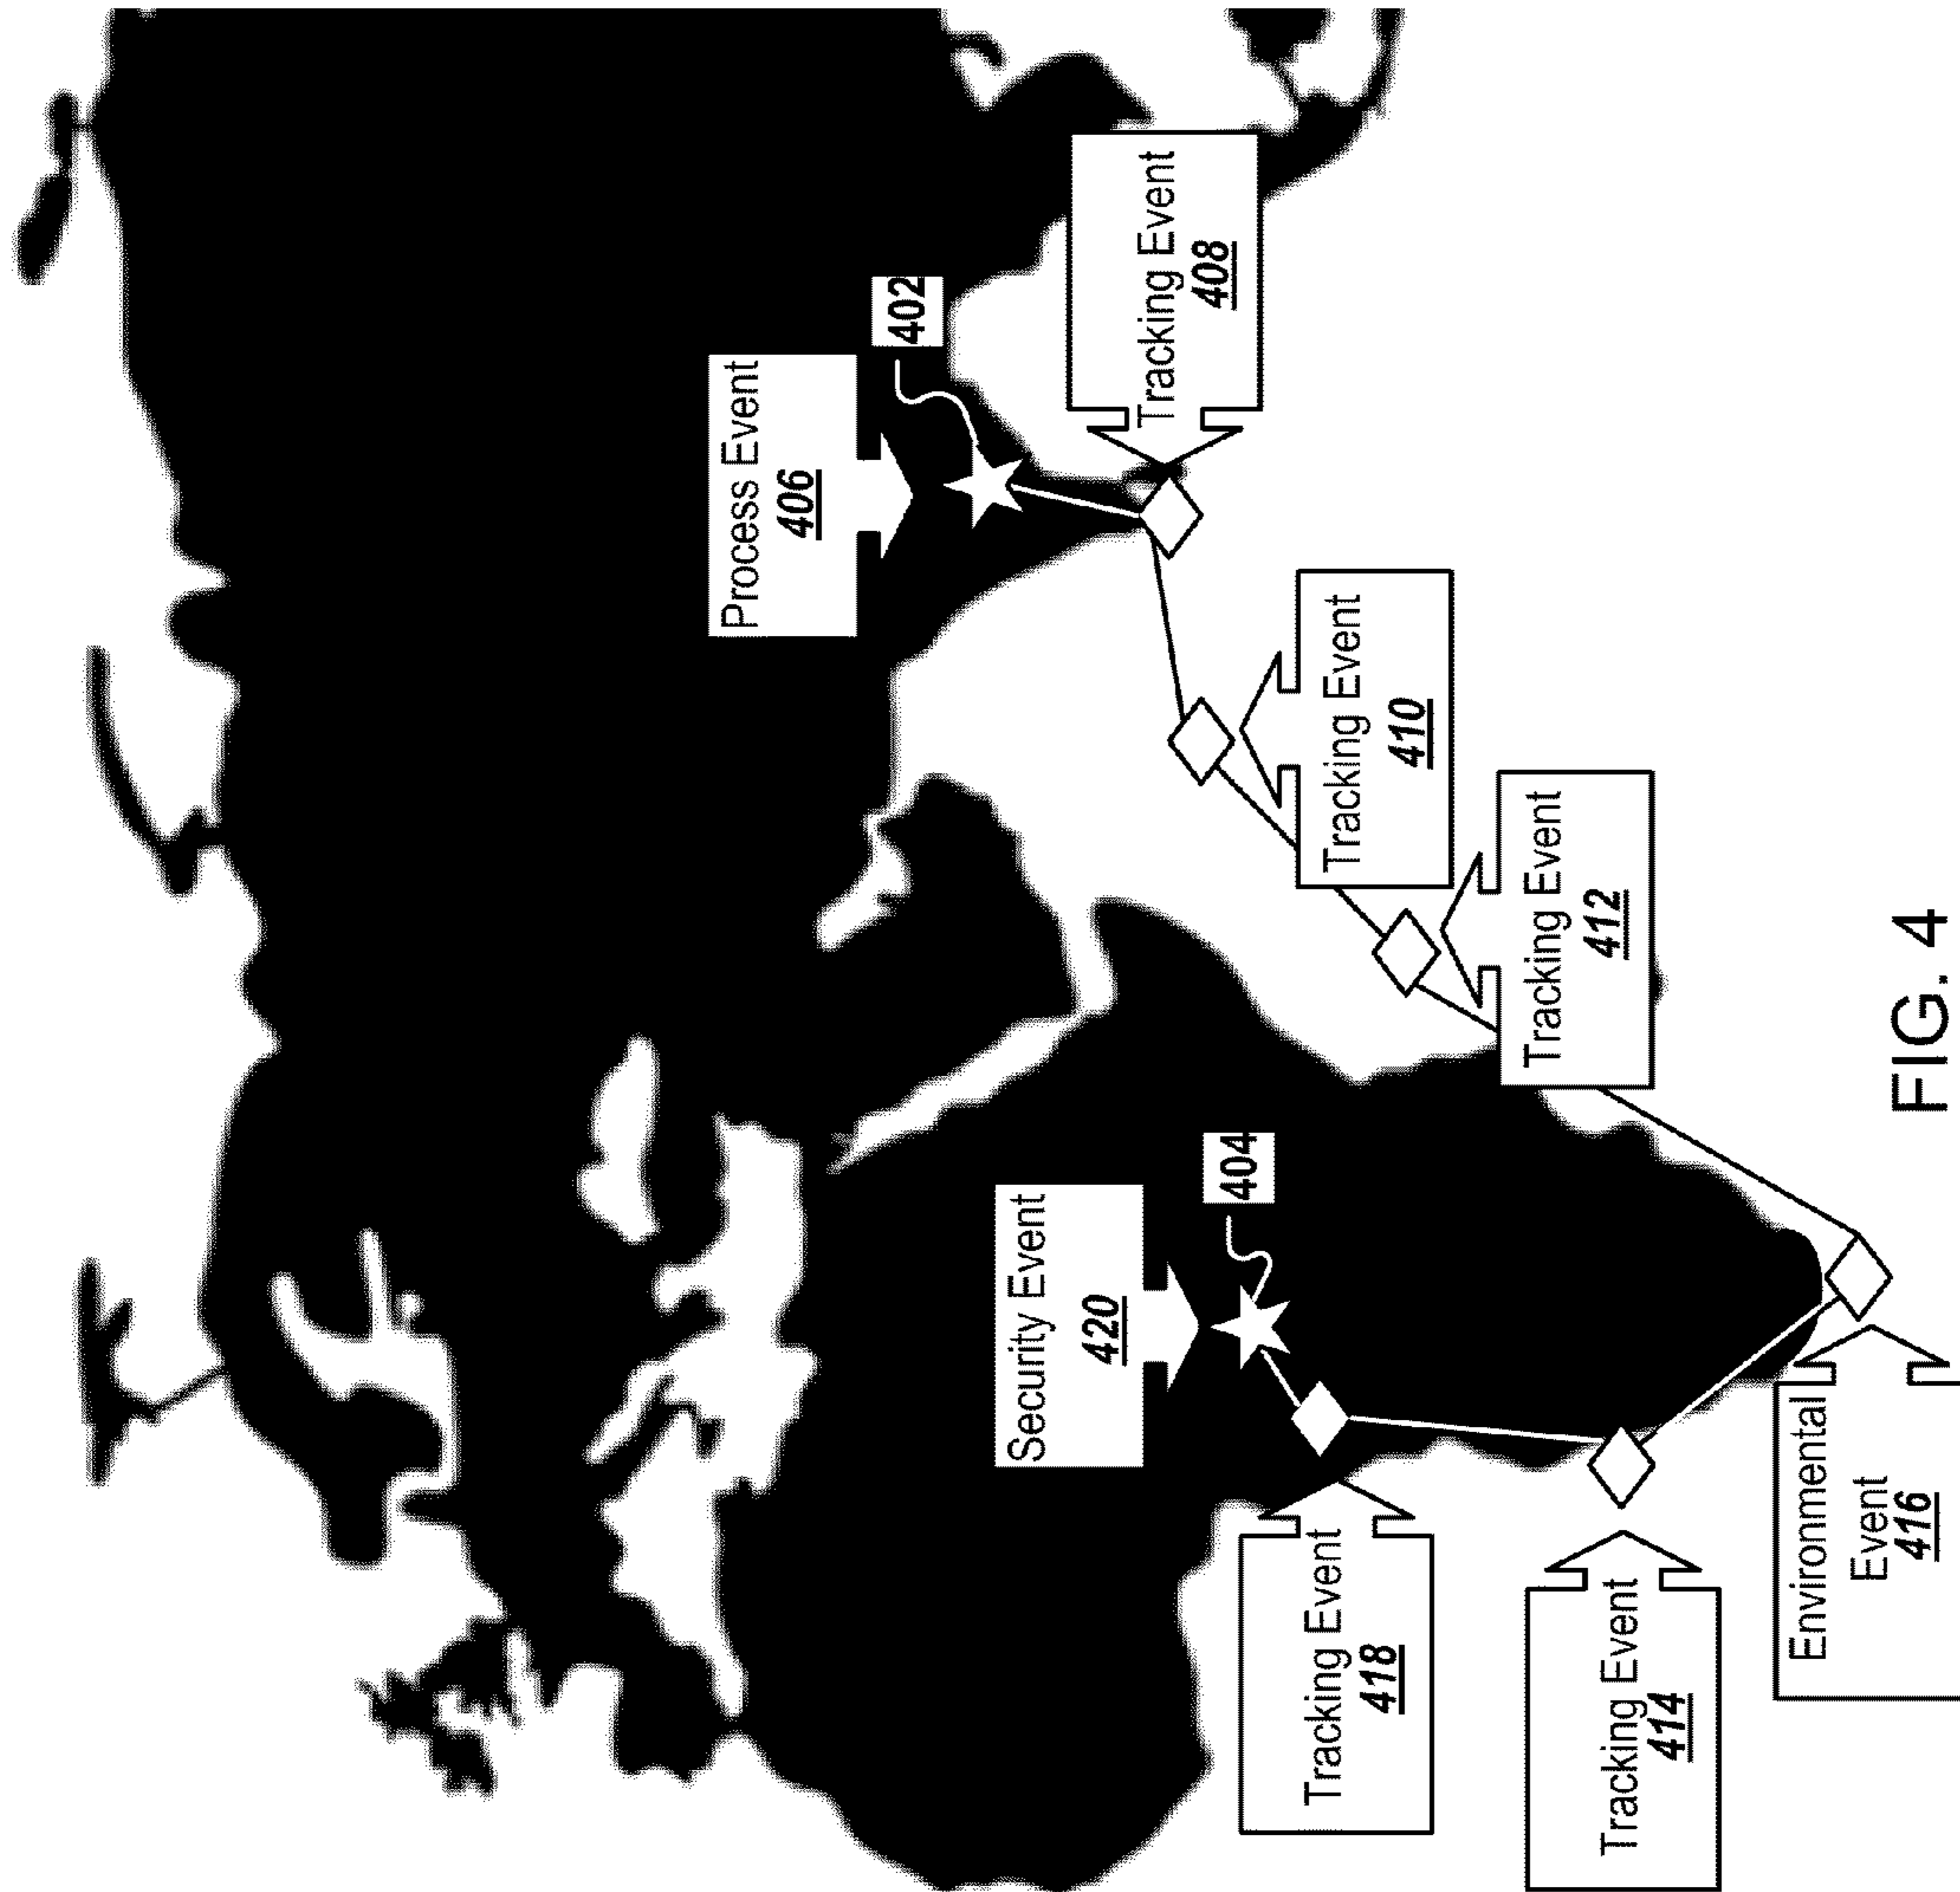 Process Event
406
402
Tracking Event
408
Tracking Event
410
Tracking Event
412
Security Event
420
404
Tracking Event
418
Tracking Event
414
Environmental
Event
416
FIG. 4